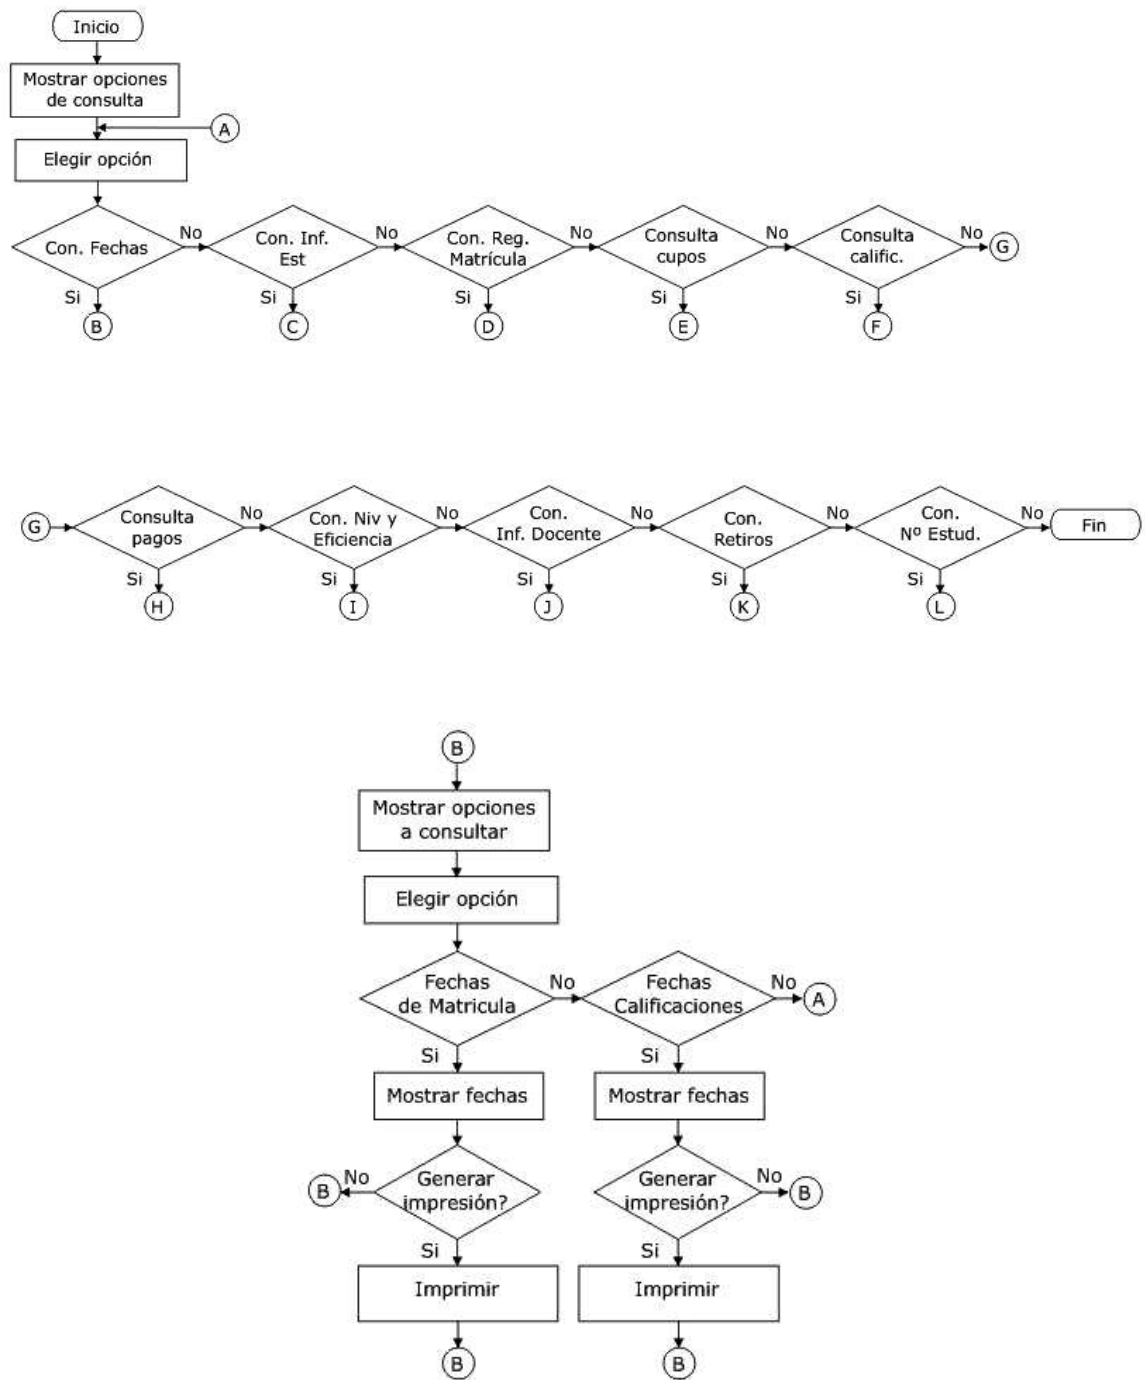 Inicio
Mostrar opciones
de consulta
A
Elegir opción
Con. Fechas
No
Con. Inf.
Est
No
Con. Reg.
Matrícula
No
Consulta
cupos
No
Consulta
calific.
No
G
Si
Si
Si
Si
Si
B
C
D
E
F
G
Consulta
pagos
No
Con. Niv y
Eficiencia
No
Con.
Inf. Docente
No
Con.
Retiros
No
Con.
Nº Estud.
No
Fin
Si
Si
Si
Si
Si
H
I
J
K
L
B
Mostrar opciones
a consultar
Elegir opción
Fechas
de Matricula
No
Fechas
Calificaciones
No
A
Si
Si
Mostrar fechas
Mostrar fechas
B
No
Generar
impresión?
Generar
impresión?
No
B
Si
Si
Imprimir
Imprimir
B
B